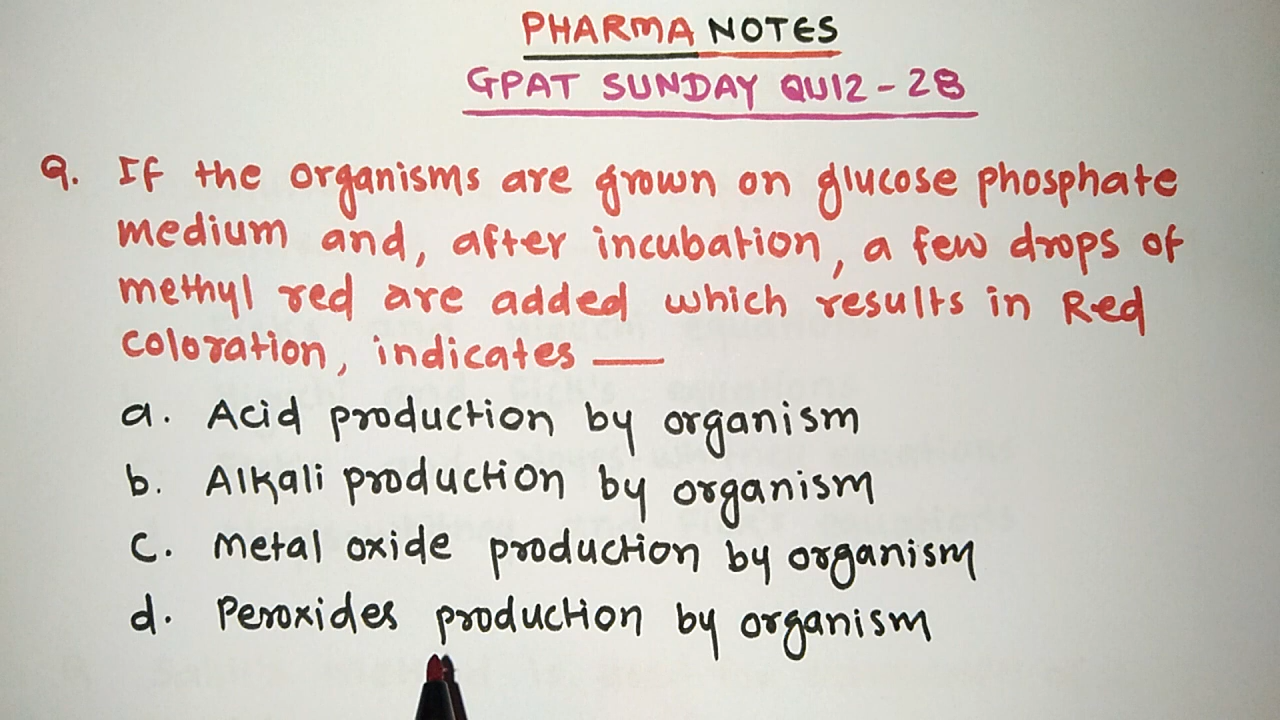 PHARMA NOTES
GPAT SUNDAY QUIZ-28
Q. If the organisms are grown on glucose phosphate
medium and, after incubation, a few drops of
methyl red are added which results in Red
coloration, indicates ___
a. Acid production by organism
b. Alkali production by organism
c. Metal oxide production by organism
d. Peroxides production by organism